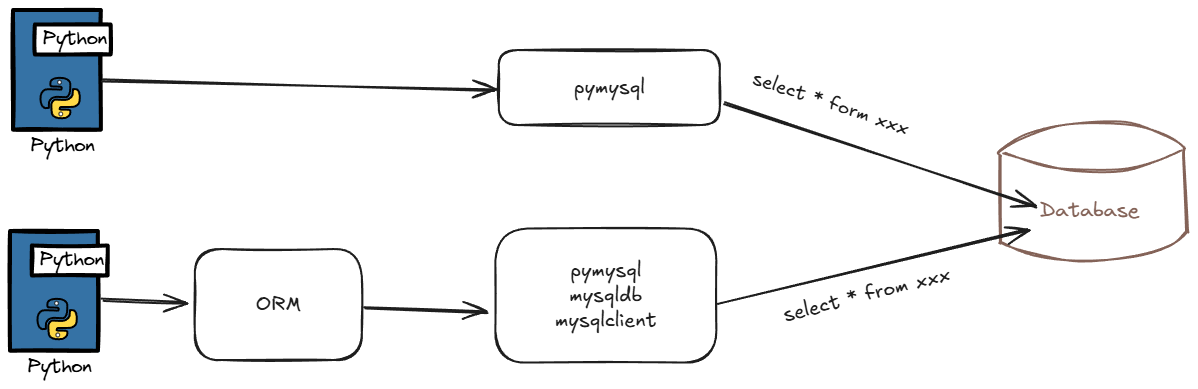 Python
Python
pymysql
select * form xxx
Database
Python
Python
ORM
pymysql
mysqldb
mysqlclient
select * from xxx